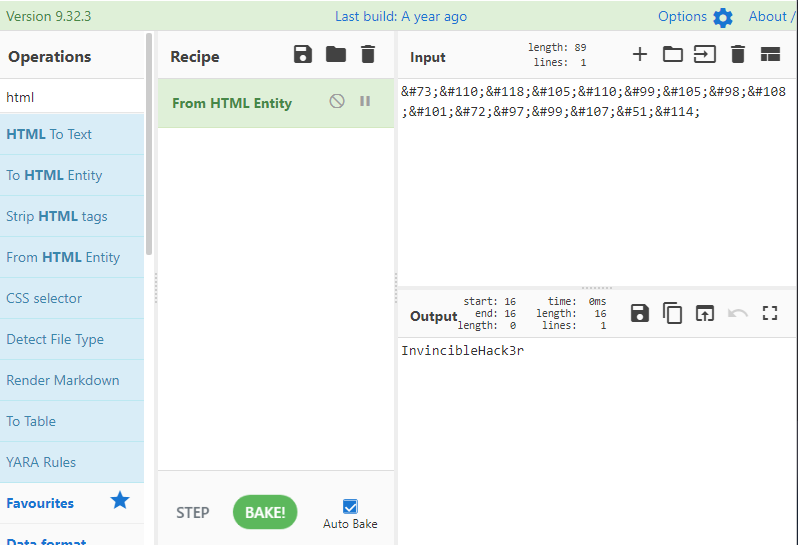 Version 9.32.3
Last build: A year ago
Options
About /
Operations
html
HTML To Text
To HTML Entity
Strip HTML tags
From HTML Entity
CSS selector
Detect File Type
Render Markdown
To Table
YARA Rules
Favourites
Recipe
From HTML Entity
STEP
BAKE!
Auto Bake
Input
length: 89
lines: 1
&#73;&#110;&#118;&#105;&#110;&#99;&#105;&#98;&#108
;&#101;&#72;&#97;&#99;&#107;&#51;&#114;
Output
start: 16
end: 16
length: 0
time: 0ms
length: 16
lines: 1
InvincibleHack3r
Data format